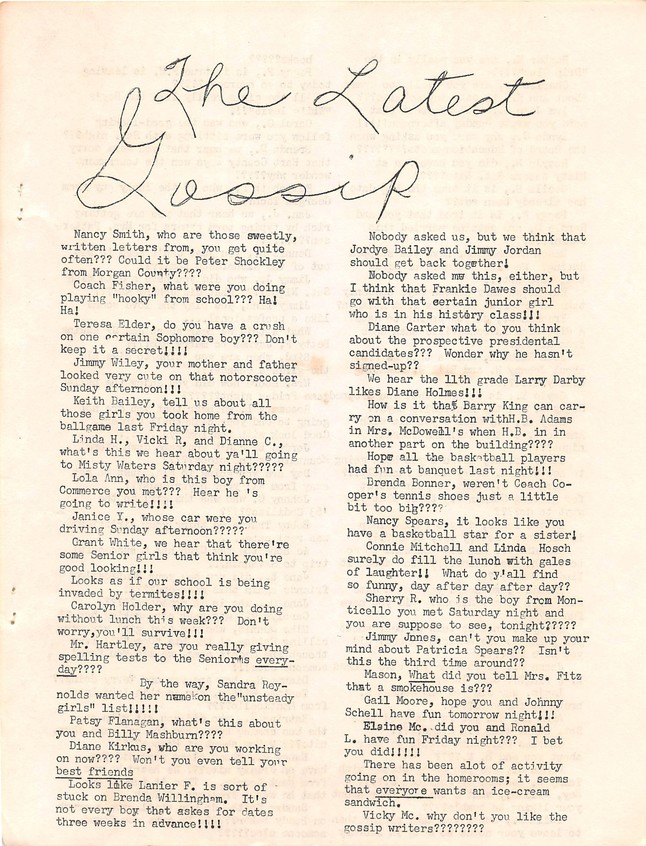 The Latest
Gossip
Nancy Smith, who are those sweetly,
written letters from, you get quite
often??? Could it be Peter Shockley
from Morgan County????
Coach Fisher, what were you doing
playing "hooky" from school??? Ha!
Ha!
Teresa Elder, do you have a crush
on one certain Sophomore boy??? Don't
keep it a secret!!!!
Jimmy Wiley, your mother and father
looked very cute on that notorscooter
Sunday afternoon!!!
Keith Bailey, tell us about all
those girls you took home from the
ballgame last Friday night.
Linda H., Vicki R, and Dianne C.,
what's this we hear about ya'll going
to Misty Waters Saturday night?????
Lola Ann, who is this boy from
Commerce you met??? Hear he 's
going to write!!!!
Janice Y., whose car were you
driving Sunday afternoon?????
Grant White, we hear that there're
some Senior girls that think you're
good looking!!!
Looks as if our school is being
invaded by termites!!!!
Carolyn Holder, why are you doing
without lunch this week??? Don't
worry,you'll survive!!!
Mr. Hartley, are you really giving
spelling tests to the Seniorhs every-
day????
By the way, Sandra Rey-
nolds wanted her name on the"unsteady
girls" list!!!!!
Patsy Flanagan, what's this about
you and Billy Mashburn????
Diane Kirkus, who are you working
on now???? Won't you even tell your
best friends
Looks like Lanier F. is sort of
stuck on Brenda Willingham. It's
not every boy that asks for dates
three weeks in advance!!!!
Nobody asked us, but we think that
Jordye Bailey and Jimmy Jordan
should get back together!
Nobody asked me this, either, but
I think that Frankie Dawes should
go with that certain junior girl
who is in his history class!!!
Diane Carter what to you think
about the prospective presidental
candidates??? Wonder why he hasn't
signed-up??
We hear the 11th grade Larry Darby
likes Diane Holmes!!!
How is it that Barry King can car-
ry on a conversation withH.B. Adams
in Mrs. McDowell's when H.B. in in
another part on the building????
Hope all the basketball players
had fun at banquet last night!!!
Brenda Bonner, weren't Coach Co-
oper's tennis shoes just a little
bit too big????
Nancy Spears, it looks like you
have a basketball star for a sister!
Connie Mitchell and Linda Hosch
surely do fill the lunch with gales
of laughter!! What do y'all find
so funny, day after day after day??
Sherry R. who is the boy from Mon-
ticello you met Saturday night and
you are suppose to see, tonight?????
Jimmy Jones, can't you make up your
mind about Patricia Spears?? Isn't
this the third time around??
Mason, What did you tell Mrs. Fitz
that a smokehouse is???
Gail Moore, hope you and Johnny
Schell have fun tomorrow night!!!
Elaine Mc. did you and Ronald
L. have fun Friday night??? I bet
you did!!!!!
There has been alot of activity
going on in the homerooms; it seems
that everyone wants an ice-cream
sandwich.
Vicky Mc. why don't you like the
gossip writers????????